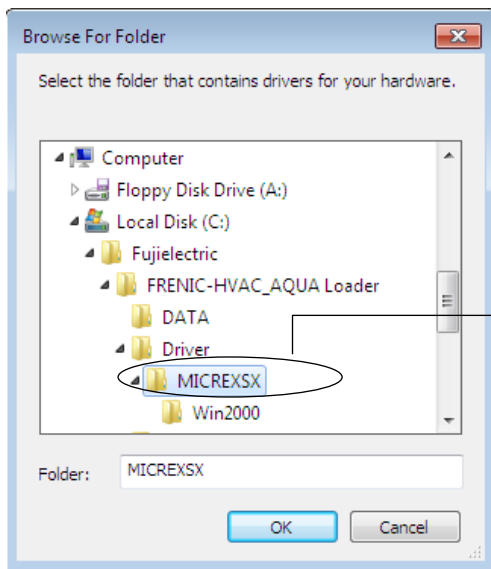 Browse For Folder
Select the folder that contains drivers for your hardware.
Computer
Floppy Disk Drive (A:)
Local Disk (C:)
Fujielectric
FRENIC-HVAC_AQUA Loader
DATA
Driver
MICREXSX
Win2000
Folder: MICREXSX
OK Cancel